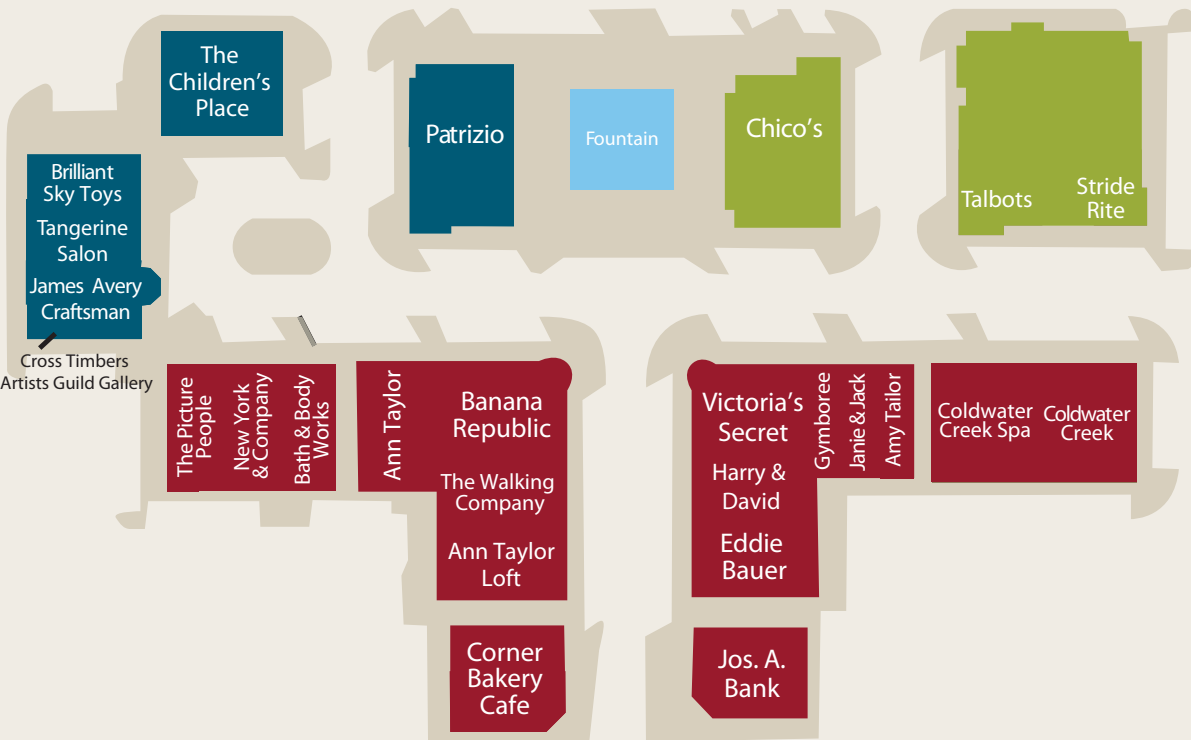 The
Children's
Place
Patrizio
Fountain
Chico's
Talbots
Stride
Rite
Brilliant
Sky Toys
Tangerine
Salon
James Avery
Craftsman
Cross Timbers
Artists Guild Gallery
The Picture
People
New York
& Company
Bath & Body
Works
Ann Taylor
Banana
Republic
The Walking
Company
Ann Taylor
Loft
Corner
Bakery
Cafe
Victoria's
Secret
Harry &
David
Eddie
Bauer
Gymboree
Janie & Jack
Amy Tailor
Coldwater
Creek Spa
Coldwater
Creek
Jos. A.
Bank